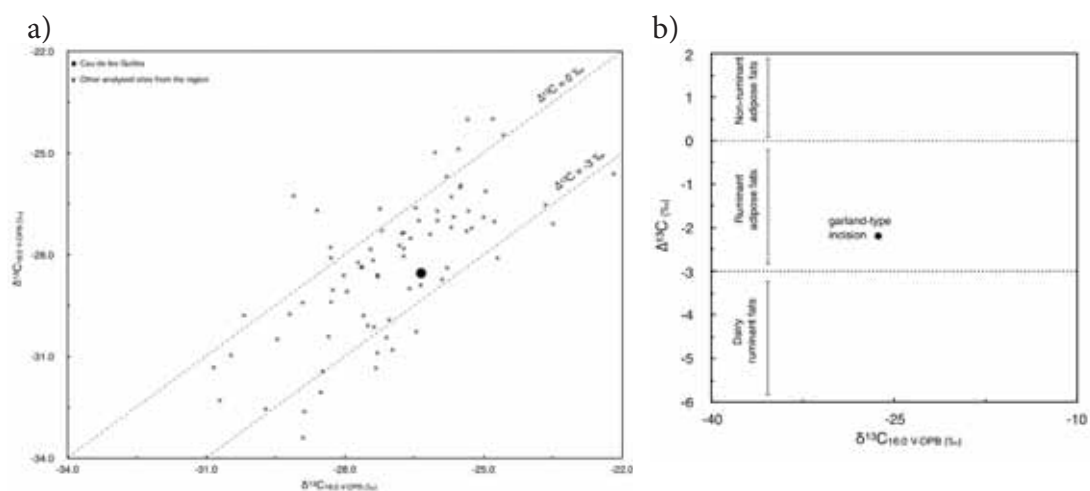 a)
-22.0
Cau de les Guilles
Other analysed sites from the region
-25.0
-28.0
-31.0
-34.0
δ¹³C18:0 V-DPB (‰)
Δ¹³C = 0 ‰
Δ¹³C = -3 ‰
-34.0 -31.0 -28.0 -25.0 -22.0
δ¹³C16:0 V-DPB (‰)
b)
2
1
0
-1
-2
-3
-4
-5
-6
Δ¹³C (‰)
Non-ruminant
adipose fats
Ruminant
adipose fats
Dairy
ruminant fats
garland-type
incision
-40 -25 -10
δ¹³C16:0 V-DPB (‰)